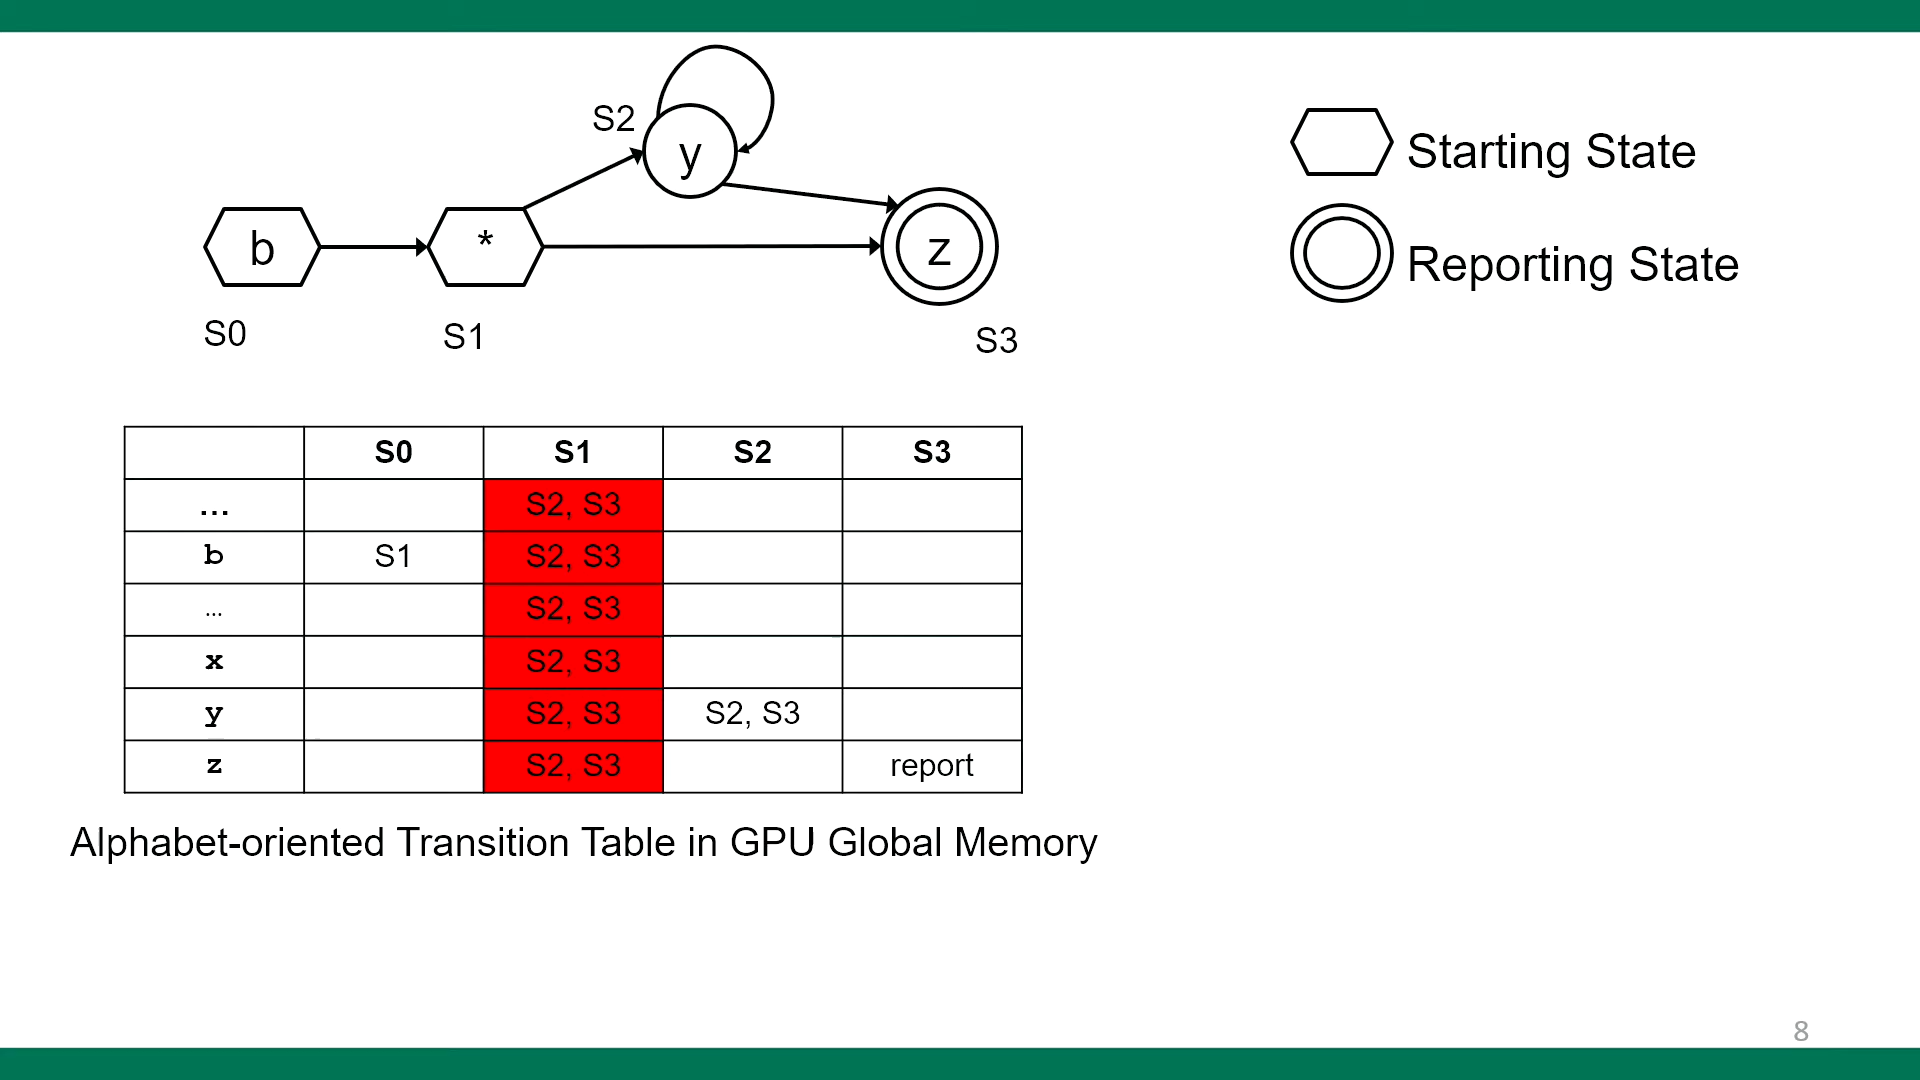 S2
y
Starting State
b
*
z
Reporting State
S0
S1
S3
S0 S1 S2 S3
... S2, S3
b S1 S2, S3
... S2, S3
x S2, S3
y S2, S3 S2, S3
z S2, S3 report
Alphabet-oriented Transition Table in GPU Global Memory
8